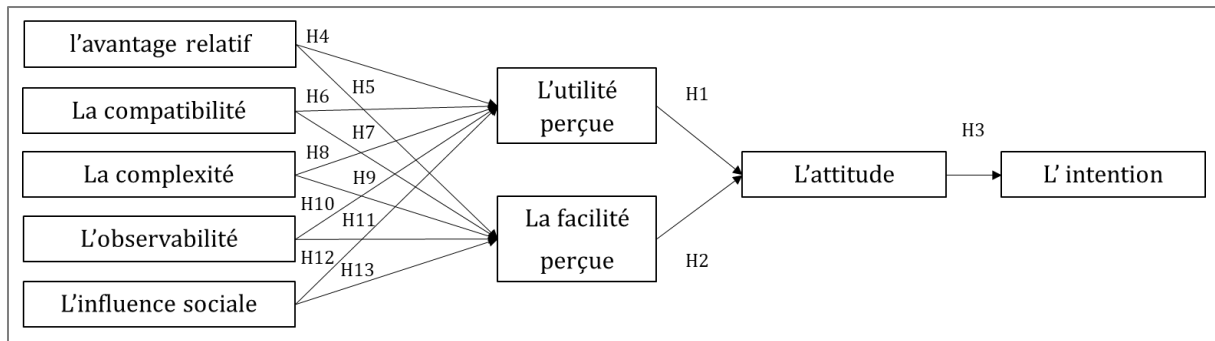 l'avantage relatif
La compatibilité
La complexité
L'observabilité
L'influence sociale
H4
H5
H6
H7
H8
H9
H10
H11
H12
H13
L'utilité
perçue
La facilité
perçue
H1
H2
L'attitude
H3
L' intention